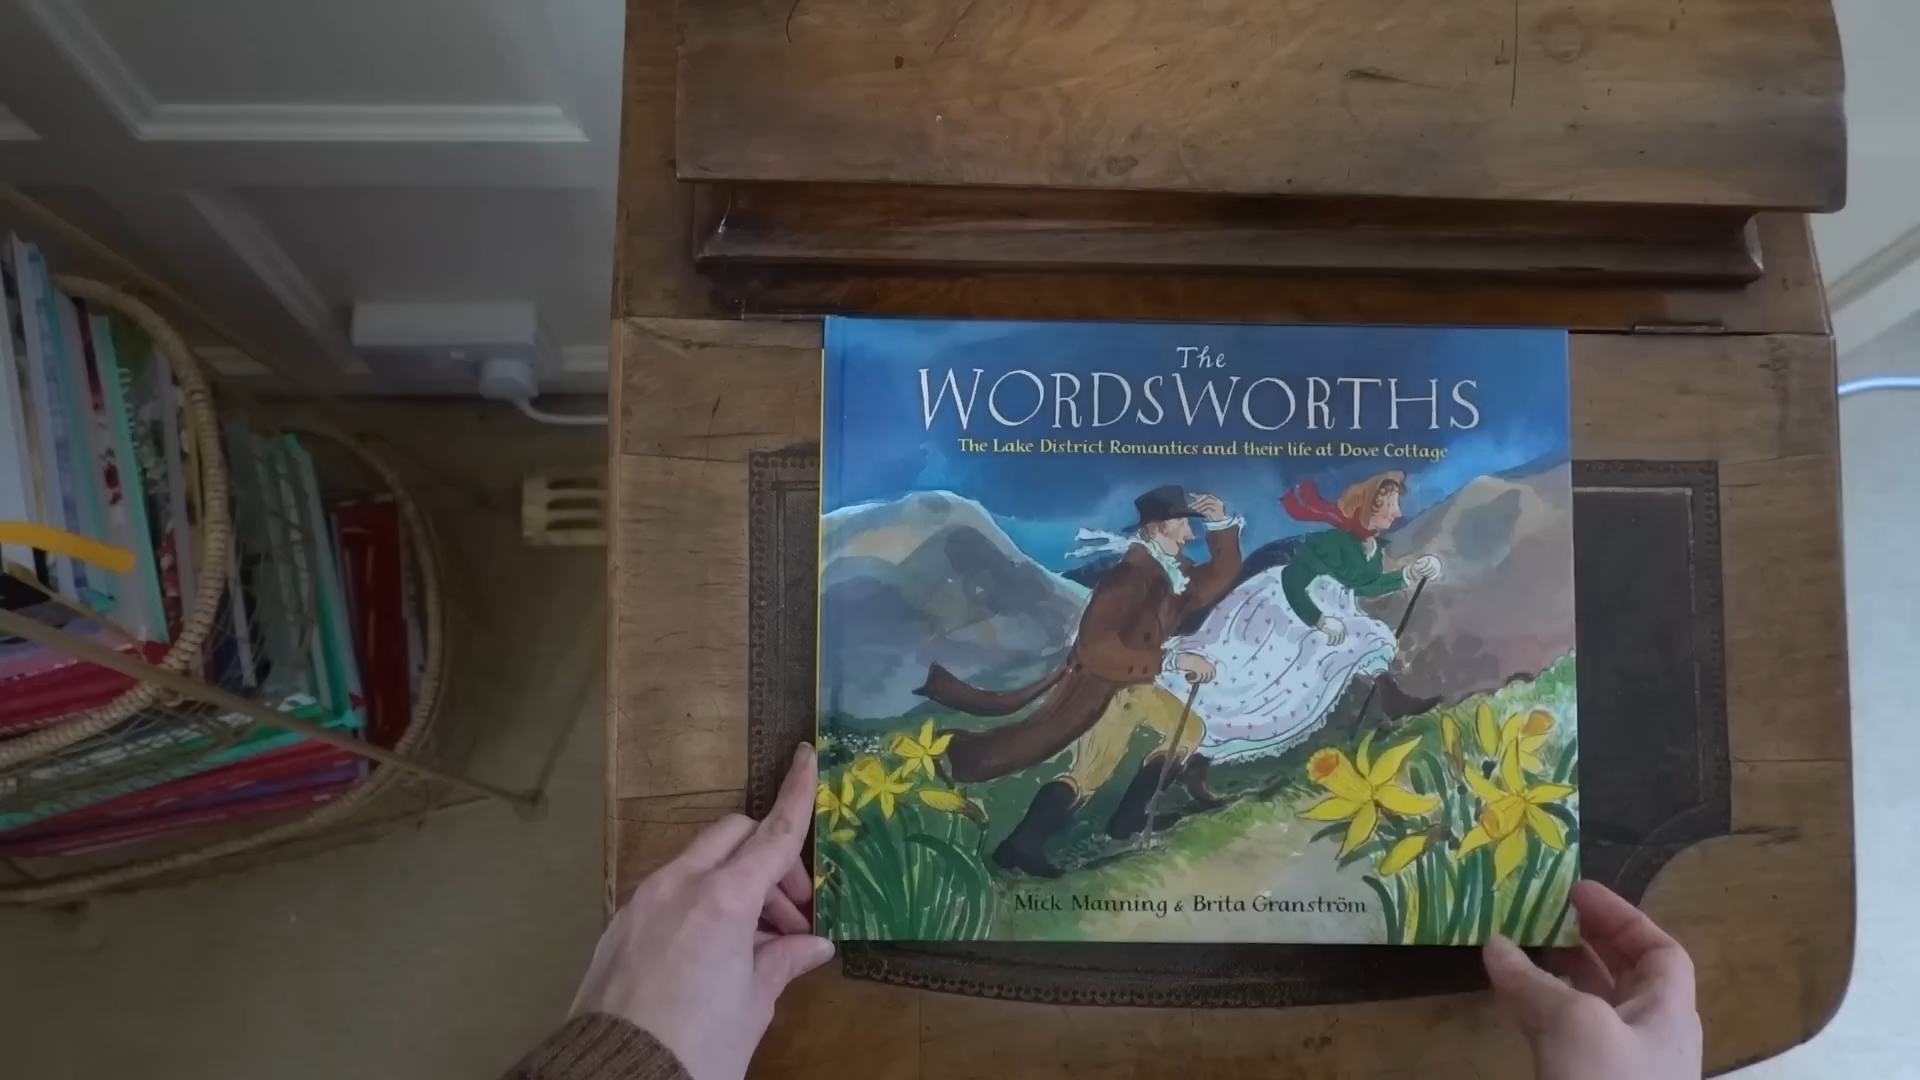 The
WORDSWORTHS
The Lake District Romantics and their life at Dove Cottage
Mick Manning & Brita Granström